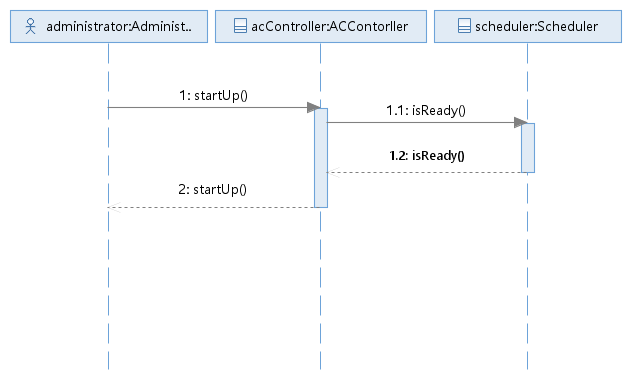 administrator:Administ..
acController:ACContorller
scheduler:Scheduler
1: startUp()
1.1: isReady()
1.2: isReady()
2: startUp()